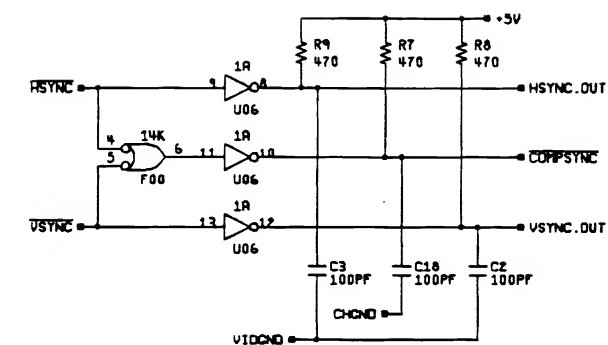 +5V
R9 470
R7 470
R8 470
HSYNC
9
1A
8
U06
HSYNC.OUT
4
5
14K
6
F00
11
1A
10
U06
COMPSYNC
VSYNC
13
1A
12
U06
VSYNC.OUT
C3 100PF
C18 100PF
C2 100PF
CHGND
VIDGND